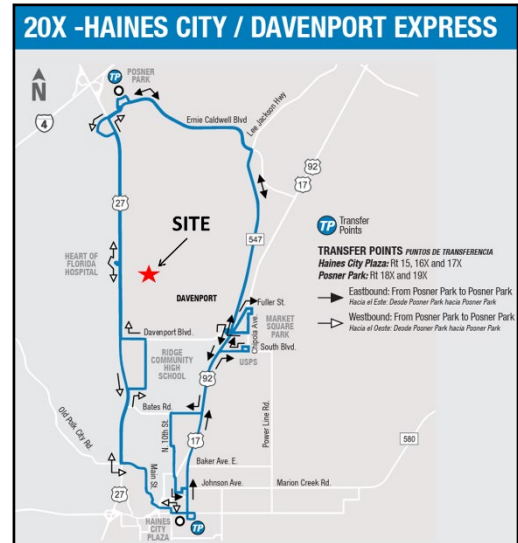 20X -HAINES CITY / DAVENPORT EXPRESS
TP
POSNER
PARK
N
4
Ernie Caldwell Blvd
Lee Jackson Hwy
92
17
27
SITE
TP Transfer
Points
547
TRANSFER POINTS PUNTOS DE TRANSFERENCIA
Haines City Plaza: Rt 15, 16X and 17X
Posner Park: Rt 18X and 19X
HEART OF
FLORIDA
HOSPITAL
DAVENPORT
Eastbound: From Posner Park to Posner Park
Hacia el Este: Desde Posner Park hacia Posner Park
Fuller St.
Westbound: From Posner Park to Posner Park
Hacia el Oeste: Desde Posner Park hacia Posner Park
MARKET
SQUARE
PARK
Chipola Ave.
Davenport Blvd.
South Blvd.
RIDGE
COMMUNITY
HIGH
SCHOOL
USPS
92
Bates Rd.
Old Polk City Rd.
N. 10th St.
Power Line Rd.
17
580
Baker Ave. E.
Main St.
27
Johnson Ave.
Marion Creek Rd.
HAINES
CITY
PLAZA
TP